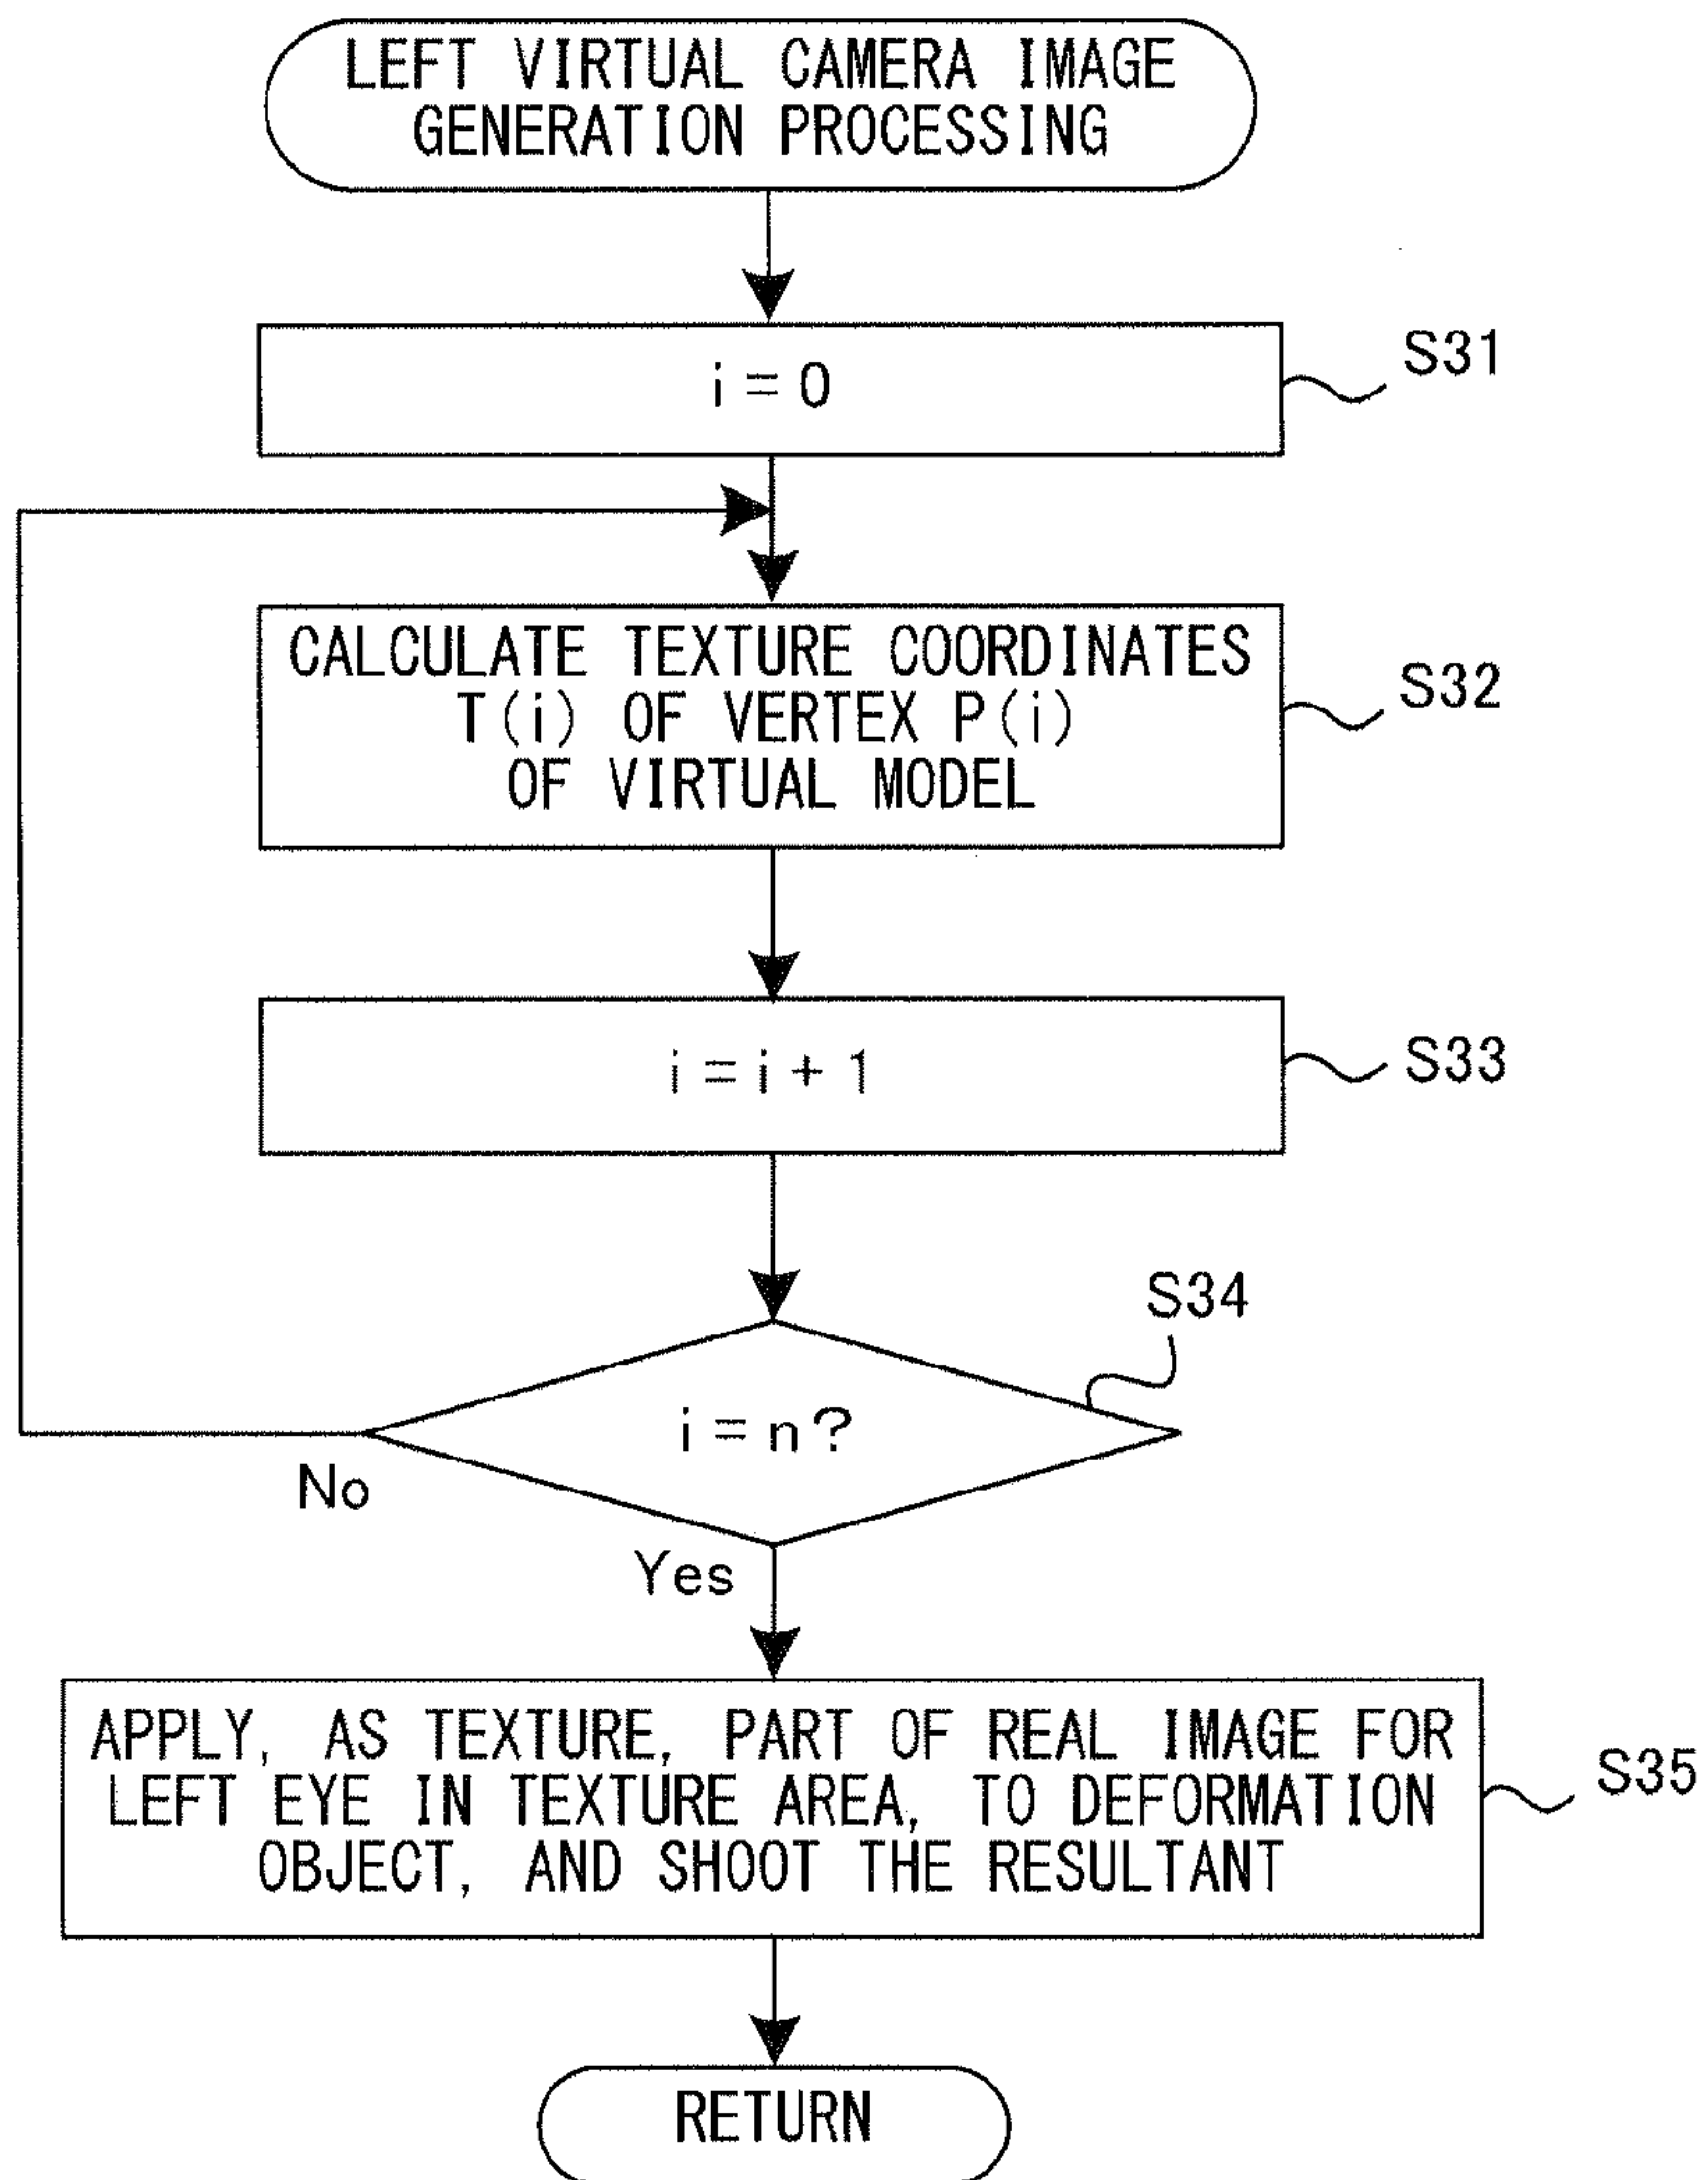 LEFT VIRTUAL CAMERA IMAGE
GENERATION PROCESSING
i = 0
S31
CALCULATE TEXTURE COORDINATES
T(i) OF VERTEX P(i)
OF VIRTUAL MODEL
S32
i = i + 1
S33
S34
i = n ?
No
Yes
APPLY, AS TEXTURE, PART OF REAL IMAGE FOR
LEFT EYE IN TEXTURE AREA, TO DEFORMATION
OBJECT, AND SHOOT THE RESULTANT
S35
RETURN